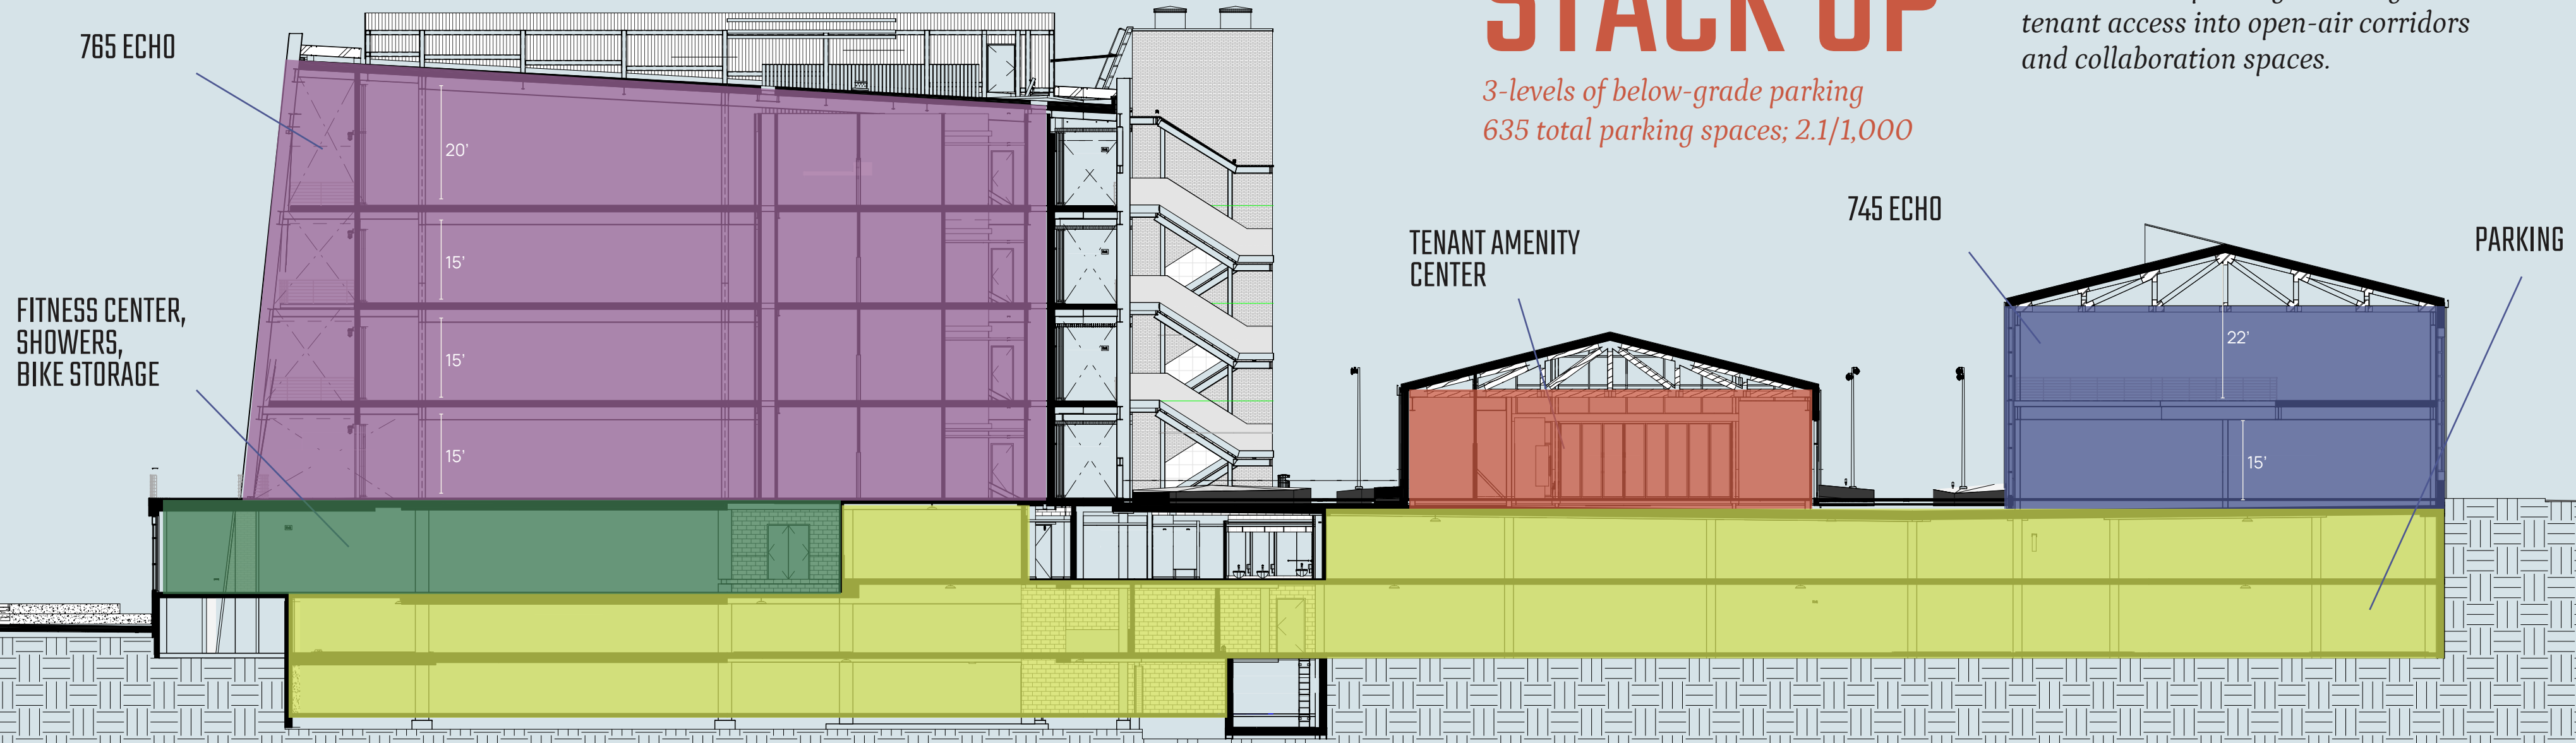 STACK UP
tenant access into open-air corridors
and collaboration spaces.
3-levels of below-grade parking
635 total parking spaces; 2.1/1,000
765 ECHO
20'
15'
15'
15'
FITNESS CENTER,
SHOWERS,
BIKE STORAGE
TENANT AMENITY
CENTER
745 ECHO
22'
15'
PARKING